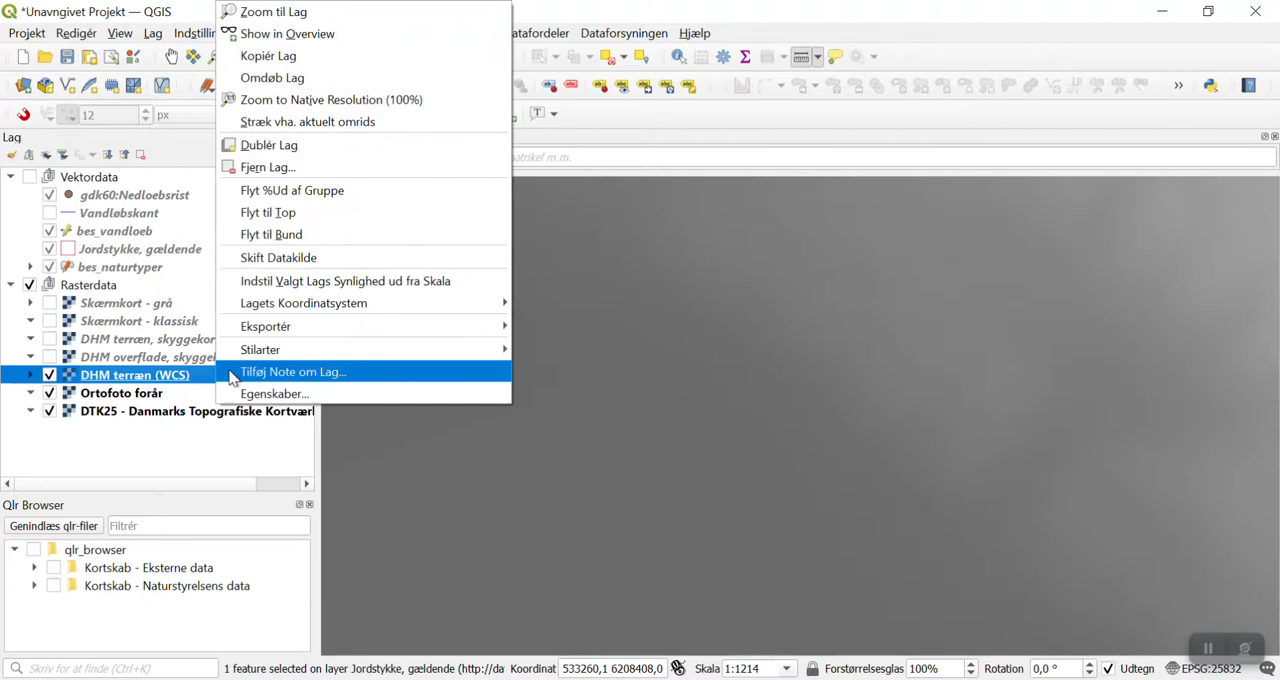 *Unavngivet Projekt — QGIS
Projekt Redigér View Lag Indstillin
atafordeler Dataforsyningen Hjælp
12 px
Lag
Vektordata
gdk60:Nedloebsrist
Vandløbskant
bes_vandloeb
Jordstykke, gældende
bes_naturtyper
Rasterdata
Skærmkort - grå
Skærmkort - klassisk
DHM terræn, skyggekor
DHM overflade, skyggek
DHM terræn (WCS)
Ortofoto forår
DTK25 - Danmarks Topografiske Kortværk
Zoom til Lag
Show in Overview
Kopiér Lag
Omdøb Lag
Zoom to Native Resolution (100%)
Stræk vha. aktuelt omrids
Dublér Lag
Fjern Lag...
Flyt %Ud af Gruppe
Flyt til Top
Flyt til Bund
Skift Datakilde
Indstil Valgt Lags Synlighed ud fra Skala
Lagets Koordinatsystem
Eksportér
Stilarter
Tilføj Note om Lag...
Egenskaber...
atrikel m.m.
Qlr Browser
Genindlæs qlr-filer Filtrér
qlr_browser
Kortskab - Eksterne data
Kortskab - Naturstyrelsens data
Skriv for at finde (Ctrl+K) 1 feature selected on layer Jordstykke, gældende (http://da Koordinat 533260,1 6208408,0 Skala 1:1214 Forstørrelsesglas 100% Rotation 0,0 ° Udtegn EPSG:25832